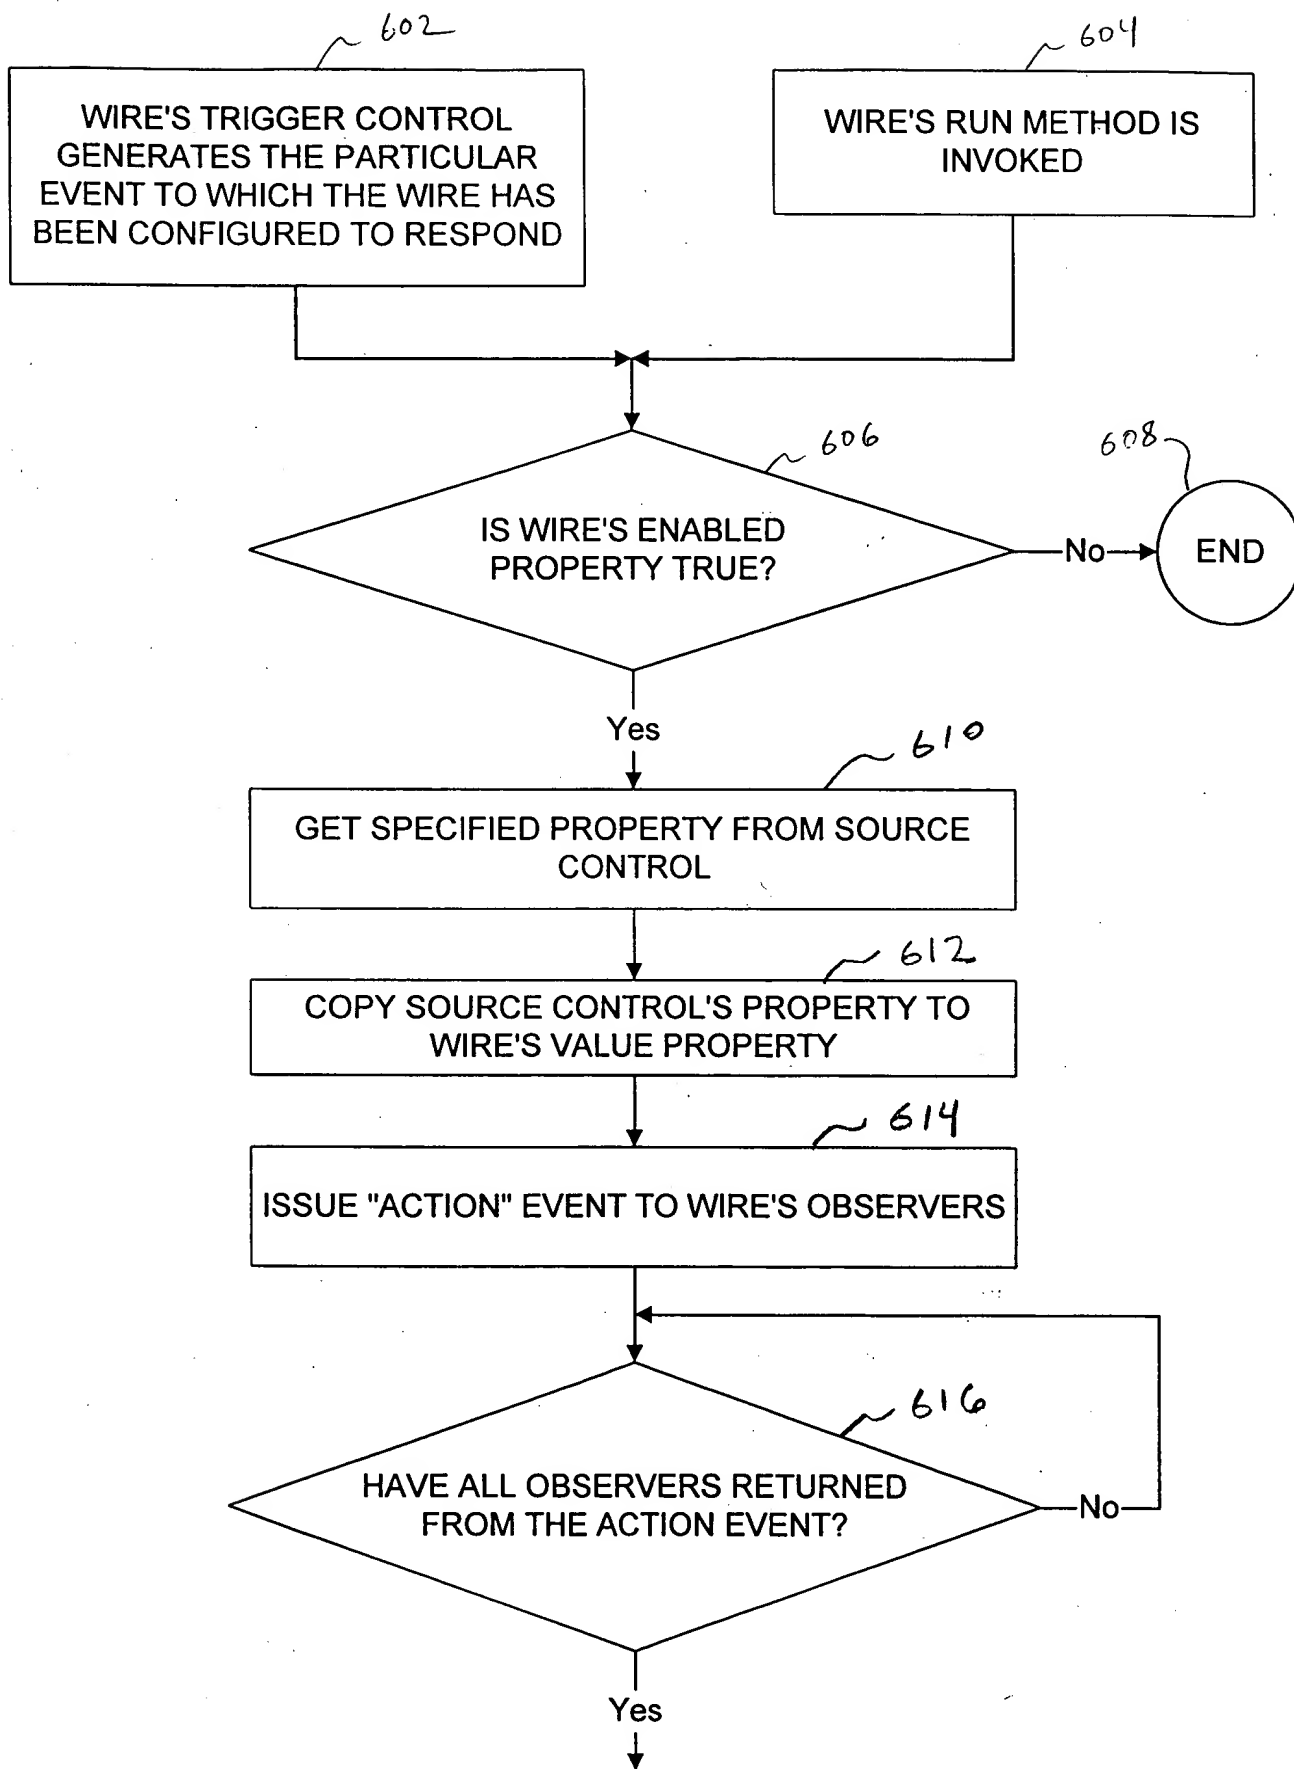 602
604
WIRE'S TRIGGER CONTROL
GENERATES THE PARTICULAR
EVENT TO WHICH THE WIRE HAS
BEEN CONFIGURED TO RESPOND
WIRE'S RUN METHOD IS
INVOKED
606
608
IS WIRE'S ENABLED
PROPERTY TRUE?
No
END
Yes
610
GET SPECIFIED PROPERTY FROM SOURCE
CONTROL
612
COPY SOURCE CONTROL'S PROPERTY TO
WIRE'S VALUE PROPERTY
614
ISSUE "ACTION" EVENT TO WIRE'S OBSERVERS
616
HAVE ALL OBSERVERS RETURNED
FROM THE ACTION EVENT?
No
Yes